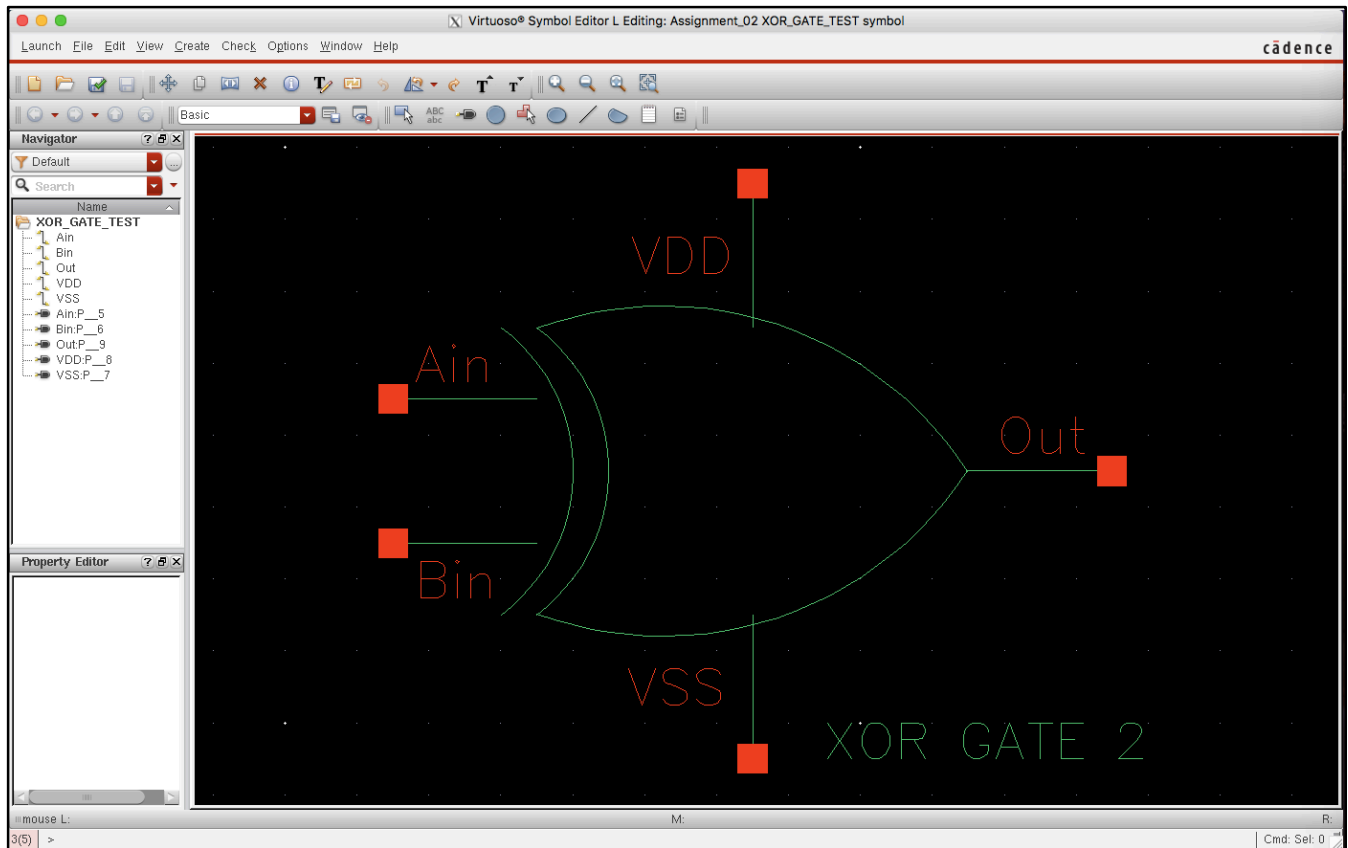 Virtuoso® Symbol Editor L Editing: Assignment_02 XOR_GATE_TEST symbol
Launch File Edit View Create Check Options Window Help
cādence
Basic
ABC
abc
Navigator
Default
Search
Name
XOR_GATE_TEST
Ain
Bin
Out
VDD
VSS
Ain:P__5
Bin:P__6
Out:P__9
VDD:P__8
VSS:P__7
Property Editor
VDD
Ain
Out
Bin
VSS
XOR GATE 2
mouse L: M: R:
3(5) > Cmd: Sel: 0